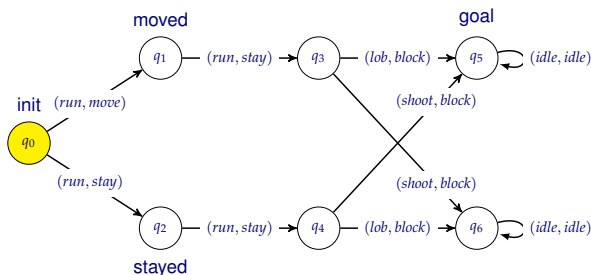 moved
goal
q1 (run, stay) q3 (lob, block) q5 (idle, idle)
init
(run, move)
(shoot, block)
q0
(run, stay)
(shoot, block)
q2 (run, stay) q4 (lob, block) q6 (idle, idle)
stayed